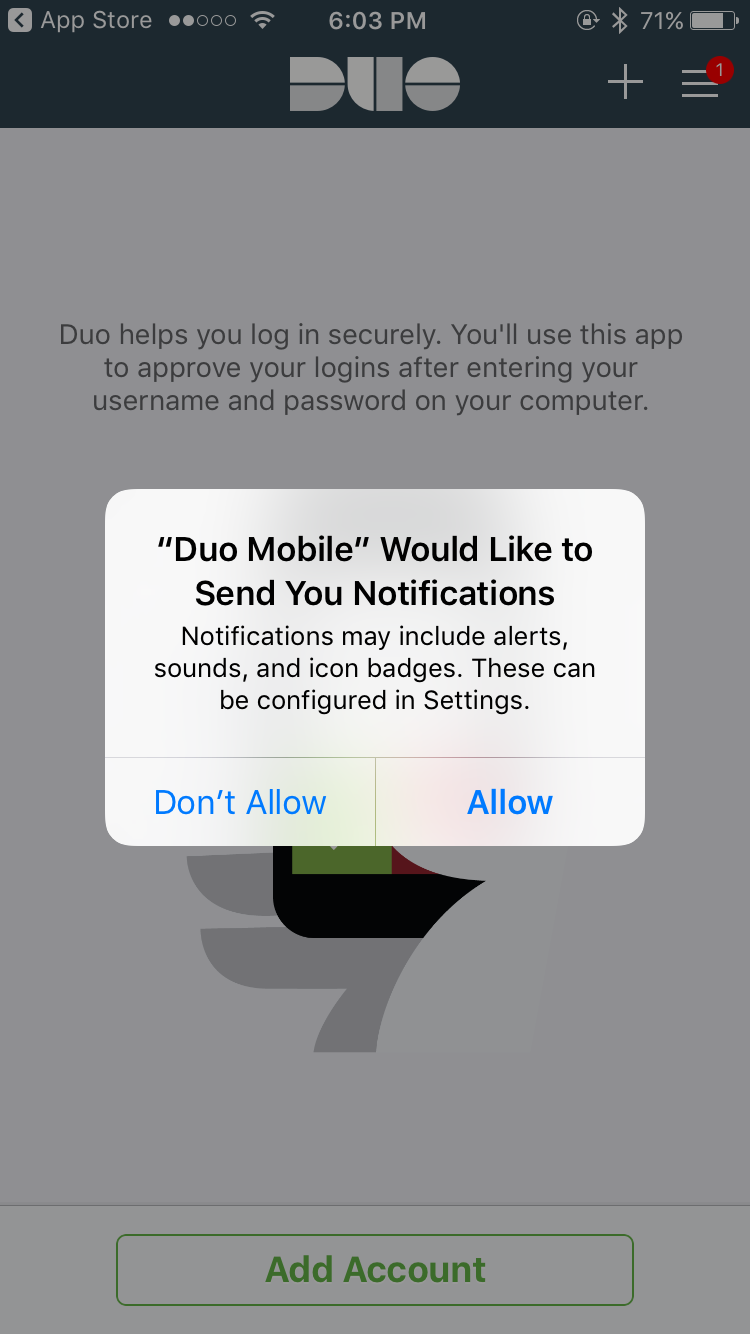 App Store 6:03 PM 71%
DUO
1
Duo helps you log in securely. You'll use this app
to approve your logins after entering your
username and password on your computer.
“Duo Mobile” Would Like to
Send You Notifications
Notifications may include alerts,
sounds, and icon badges. These can
be configured in Settings.
Don’t Allow
Allow
Add Account